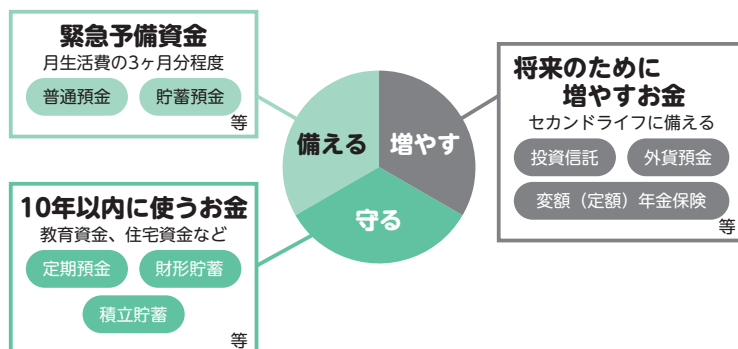 緊急予備資金
月生活費の3ヶ月分程度
普通預金
貯蓄預金
等
10年以内に使うお金
教育資金、住宅資金など
定期預金
財形貯蓄
積立貯蓄
等
備える
増やす
守る
将来のために
増やすお金
セカンドライフに備える
投資信託
外貨預金
変額（定額）年金保険
等